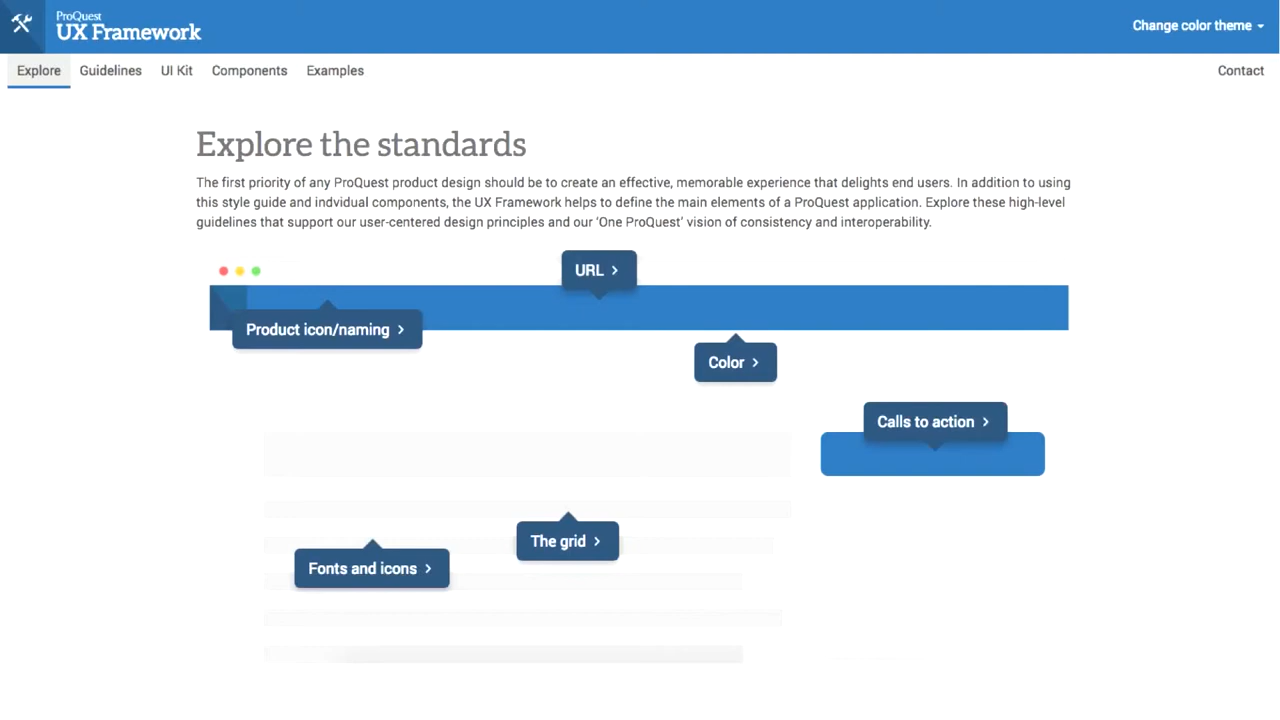 ProQuest
UX Framework
Change color theme
Explore Guidelines UI Kit Components Examples Contact
Explore the standards
The first priority of any ProQuest product design should be to create an effective, memorable experience that delights end users. In addition to using
this style guide and indvidual components, the UX Framework helps to define the main elements of a ProQuest application. Explore these high-level
guidelines that support our user-centered design principles and our ‘One ProQuest’ vision of consistency and interoperability.
URL >
Product icon/naming >
Color >
Calls to action >
The grid >
Fonts and icons >